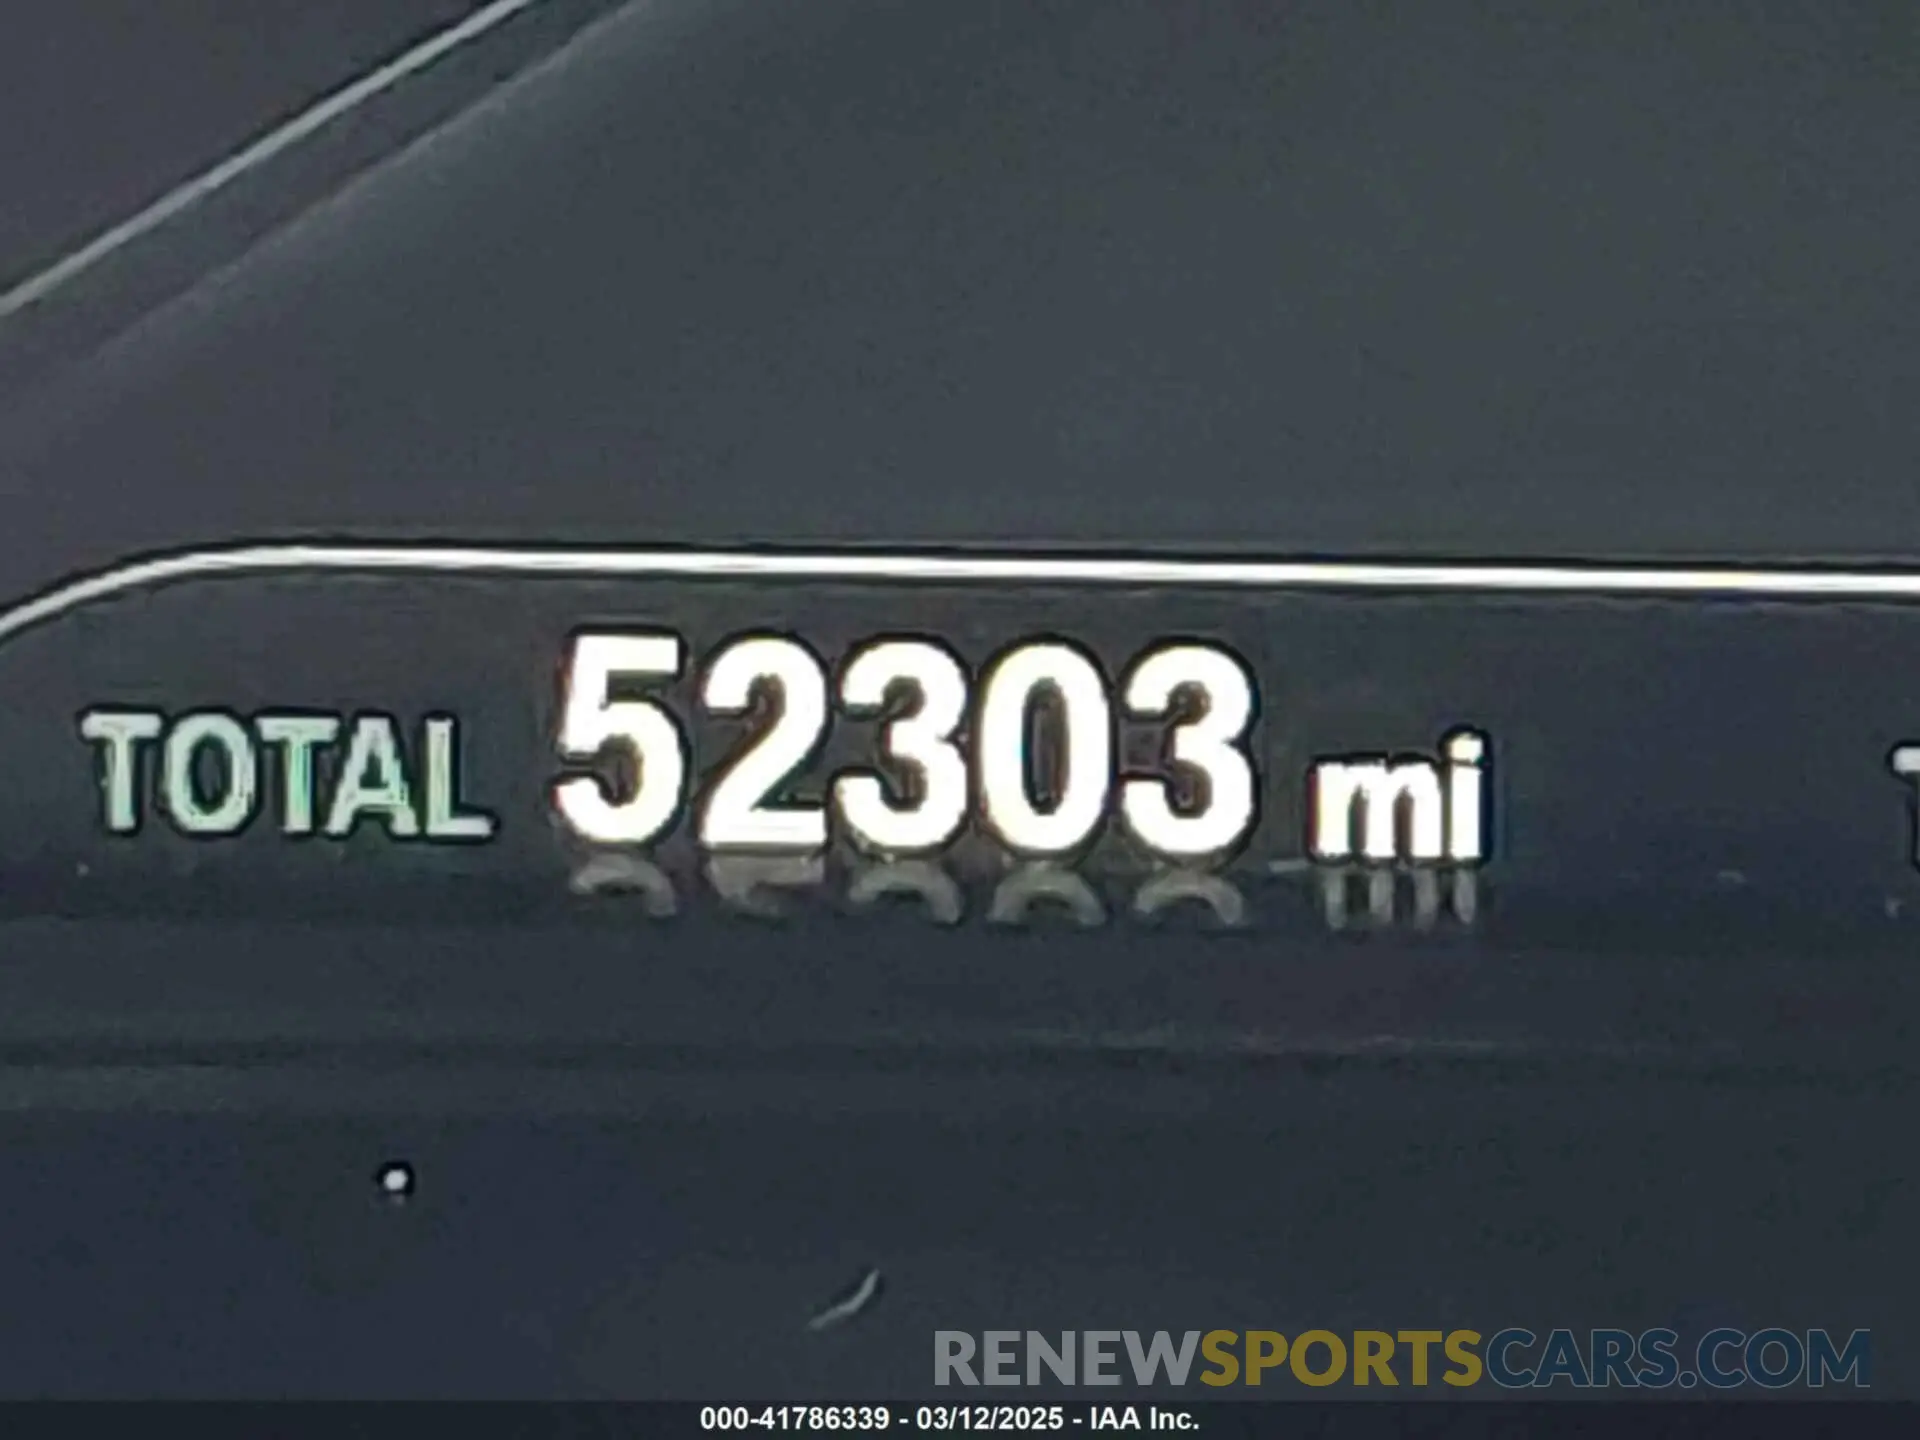 TOTAL 52303 mi
RENEWSPORTSCARS.COM
000-41786339 - 03/12/2025 - IAA Inc.